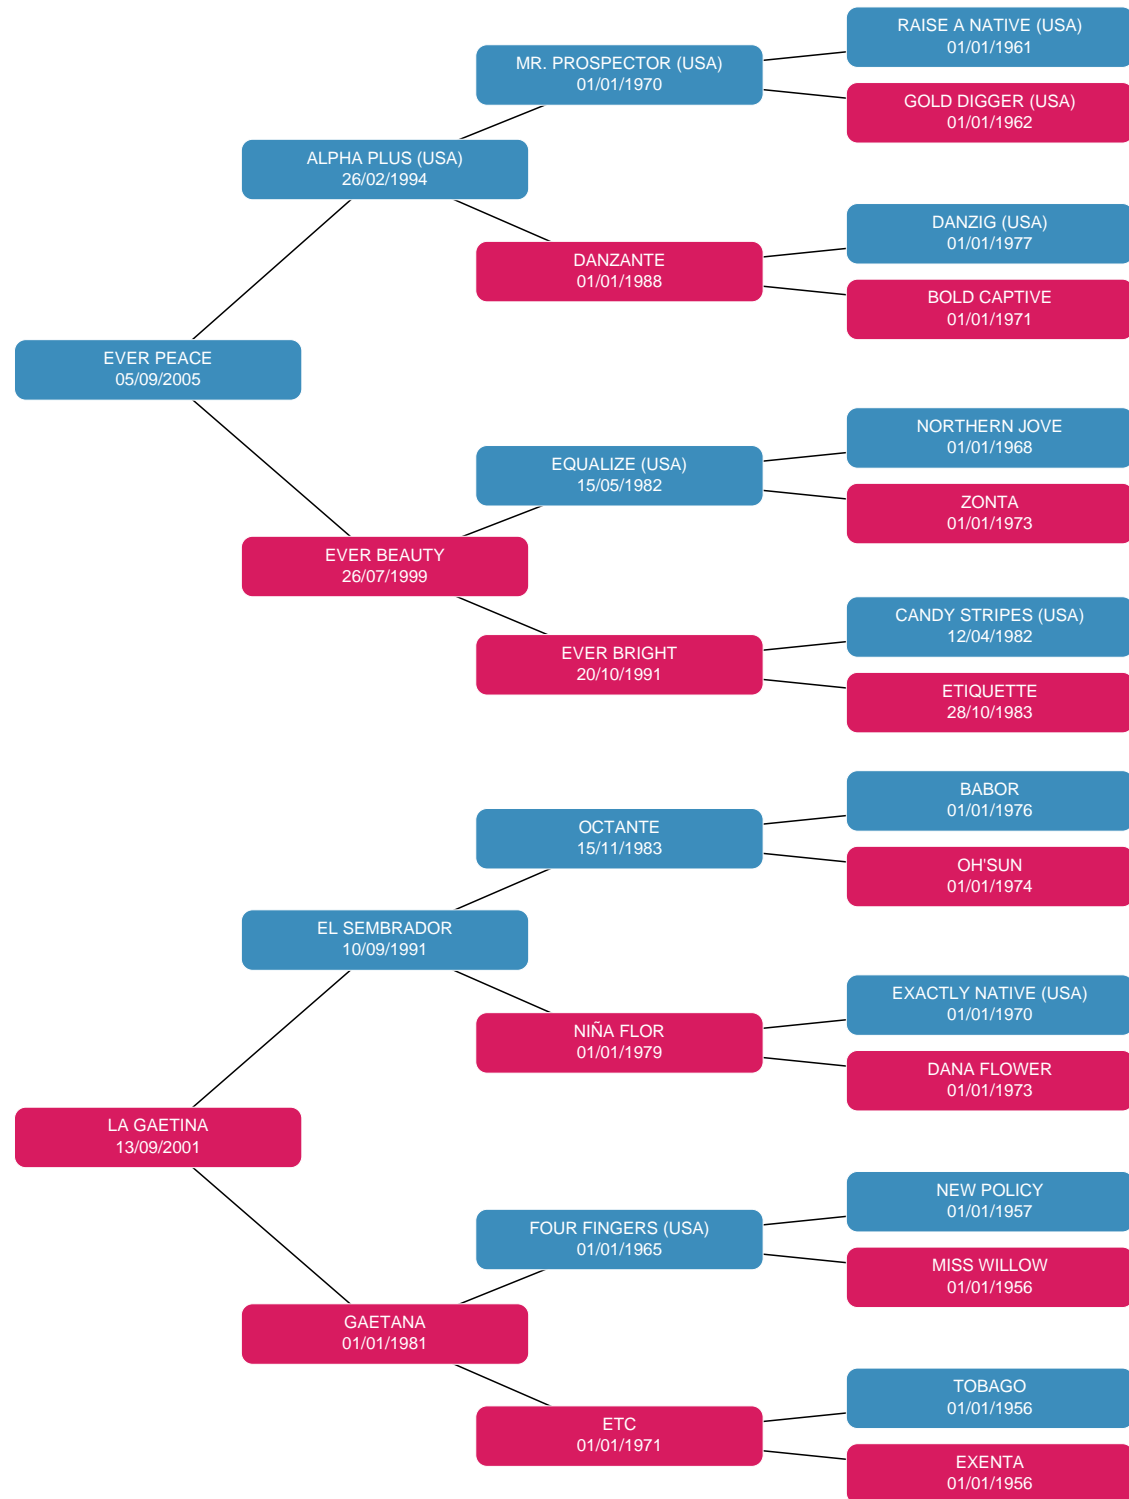 RAISE A NATIVE (USA)
01/01/1961
MR. PROSPECTOR (USA)
01/01/1970
GOLD DIGGER (USA)
01/01/1962
ALPHA PLUS (USA)
26/02/1994
DANZIG (USA)
01/01/1977
DANZANTE
01/01/1988
BOLD CAPTIVE
01/01/1971
EVER PEACE
05/09/2005
NORTHERN JOVE
01/01/1968
EQUALIZE (USA)
15/05/1982
ZONTA
01/01/1973
EVER BEAUTY
26/07/1999
CANDY STRIPES (USA)
12/04/1982
EVER BRIGHT
20/10/1991
ETIQUETTE
28/10/1983
BABOR
01/01/1976
OCTANTE
15/11/1983
OH'SUN
01/01/1974
EL SEMBRADOR
10/09/1991
EXACTLY NATIVE (USA)
01/01/1970
NIÑA FLOR
01/01/1979
DANA FLOWER
01/01/1973
LA GAETINA
13/09/2001
NEW POLICY
01/01/1957
FOUR FINGERS (USA)
01/01/1965
MISS WILLOW
01/01/1956
GAETANA
01/01/1981
TOBAGO
01/01/1956
ETC
01/01/1971
EXENTA
01/01/1956